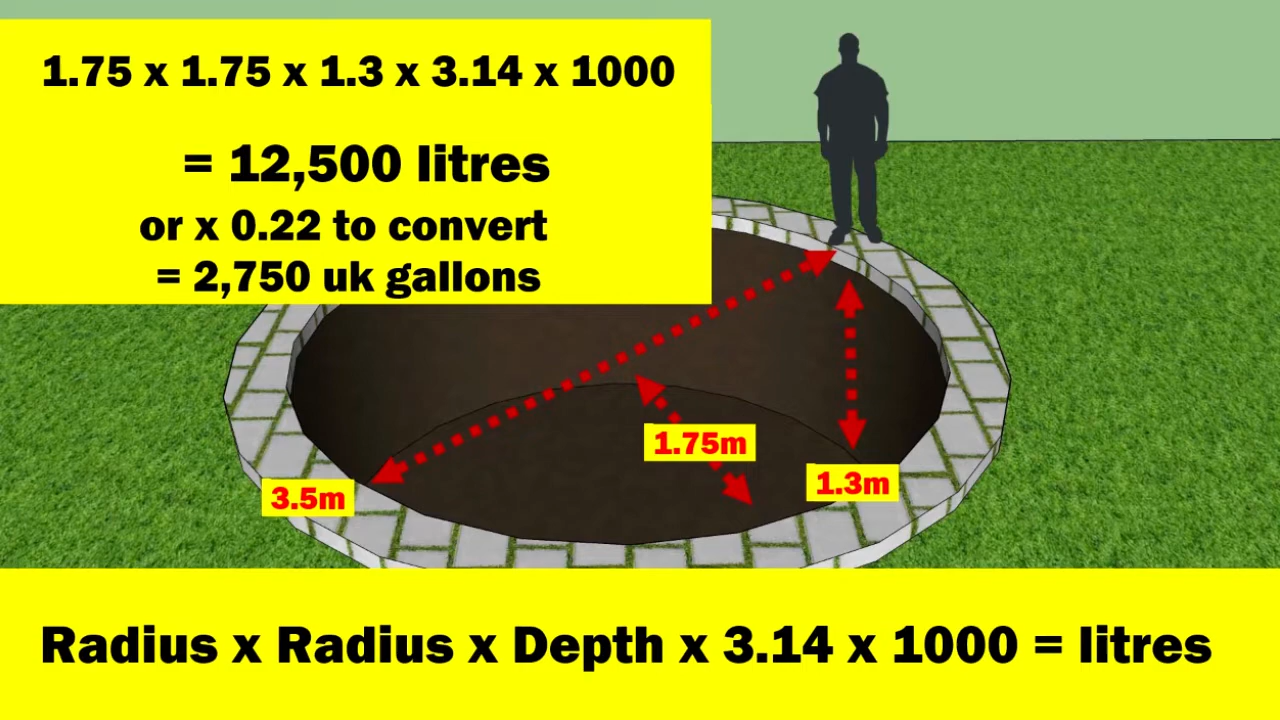 1.75 x 1.75 x 1.3 x 3.14 x 1000
= 12,500 litres
or x 0.22 to convert
= 2,750 uk gallons
1.75m
1.3m
3.5m
Radius x Radius x Depth x 3.14 x 1000 = litres